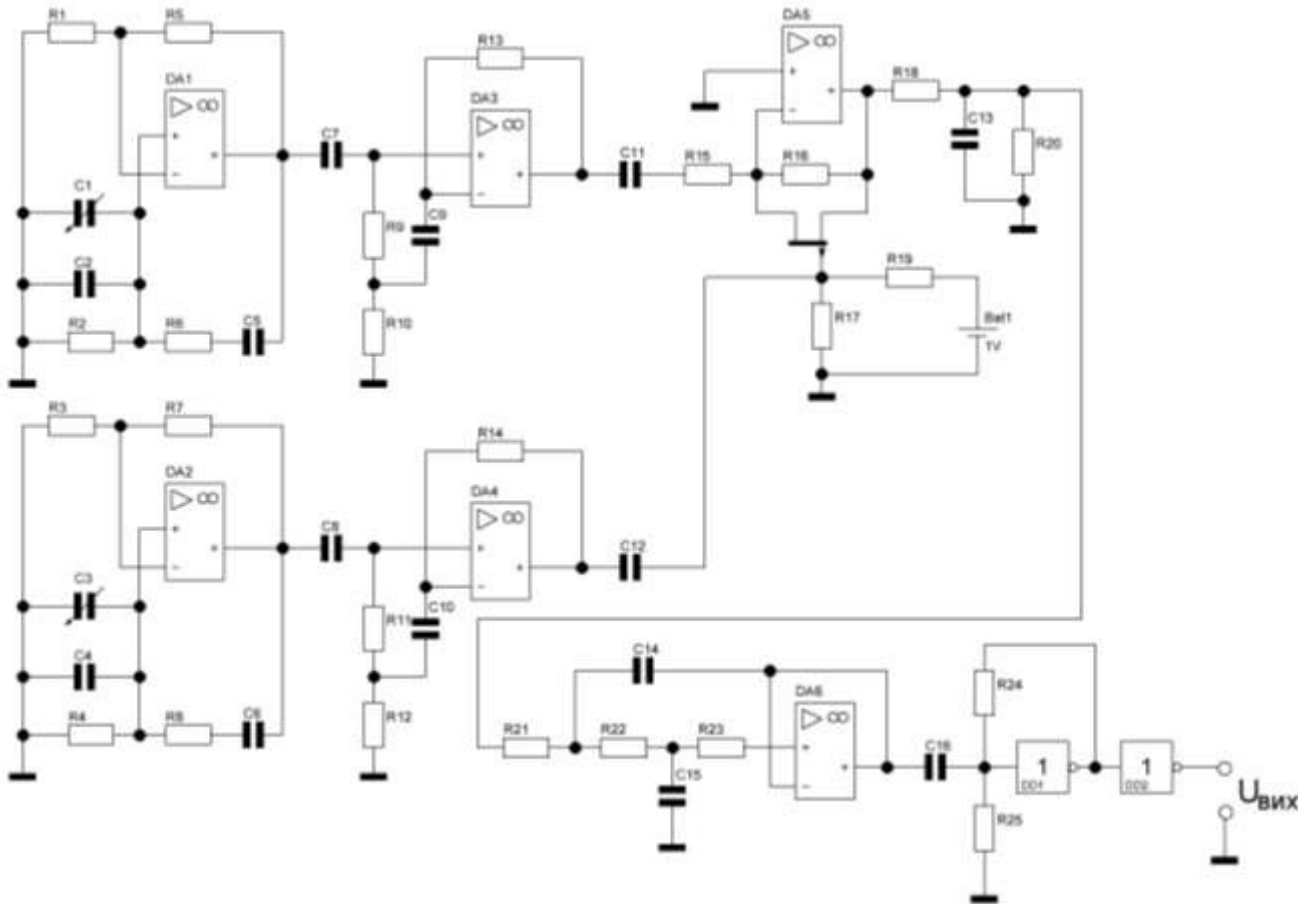 R1
R5
DA1
C1
C2
R2
R6
C5
C7
R9
R10
R13
DA3
C9
C11
R15
DA5
R16
R18
C13
R20
R19
R17
Bat1
1V
R3
R7
DA2
C3
C4
R4
R8
C6
C8
R11
R12
R14
DA4
C10
C12
C14
R21
R22
R23
C15
DA6
C16
R24
R25
1
DD1
1
DD2
Uвих